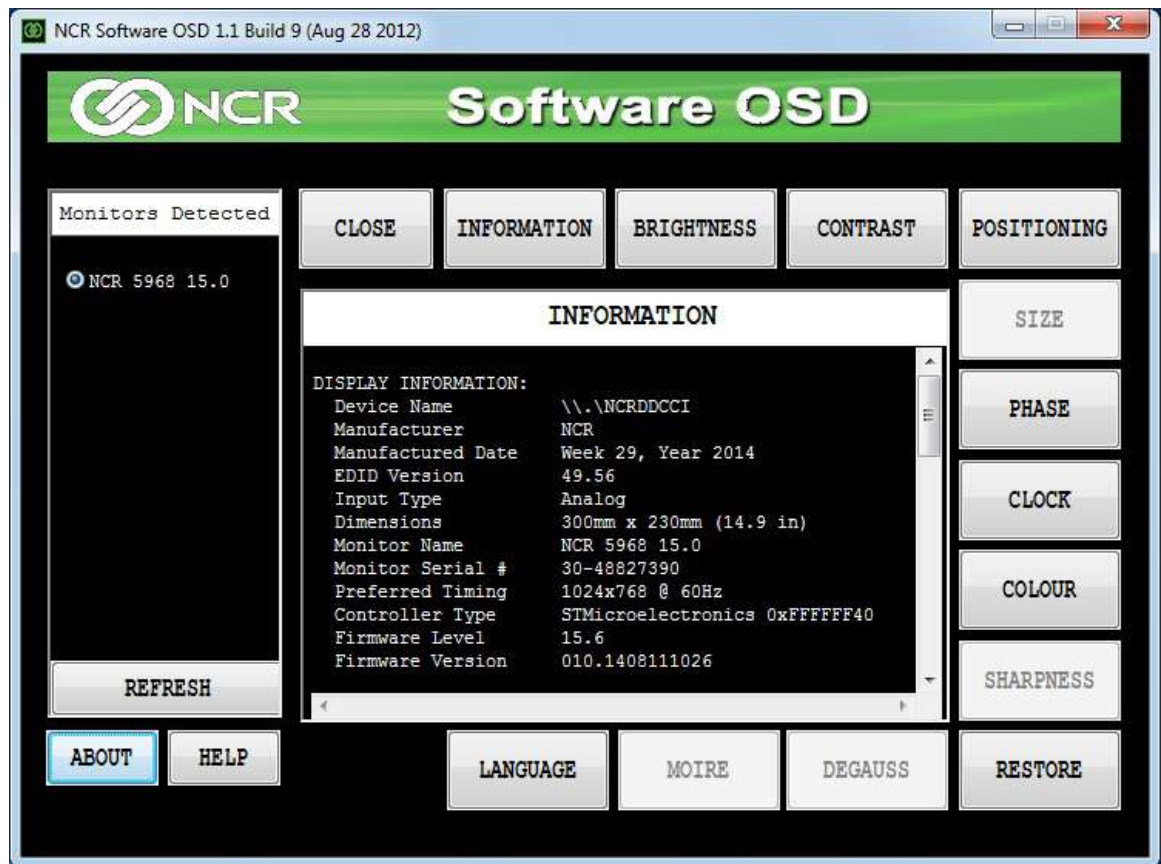 NCR Software OSD 1.1 Build 9 (Aug 28 2012)
NCR Software OSD
Monitors Detected
NCR 5968 15.0
REFRESH
ABOUT HELP
CLOSE INFORMATION BRIGHTNESS CONTRAST POSITIONING
INFORMATION
DISPLAY INFORMATION:
Device Name \\.\NCRDDCCI
Manufacturer NCR
Manufactured Date Week 29, Year 2014
EDID Version 49.56
Input Type Analog
Dimensions 300mm x 230mm (14.9 in)
Monitor Name NCR 5968 15.0
Monitor Serial # 30-48827390
Preferred Timing 1024x768 @ 60Hz
Controller Type STMicroelectronics 0xFFFFFF40
Firmware Level 15.6
Firmware Version 010.1408111026
SIZE
PHASE
CLOCK
COLOUR
SHARPNESS
LANGUAGE MOIRE DEGAUSS RESTORE